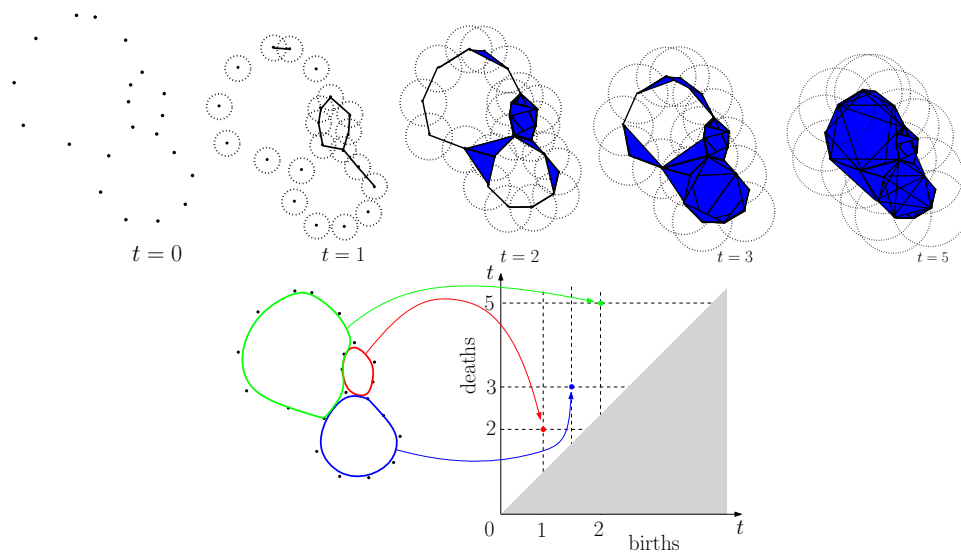 t = 0
t = 1
t = 2
t = 3
t = 5
t
5
deaths
3
2
0
1
2
t
births